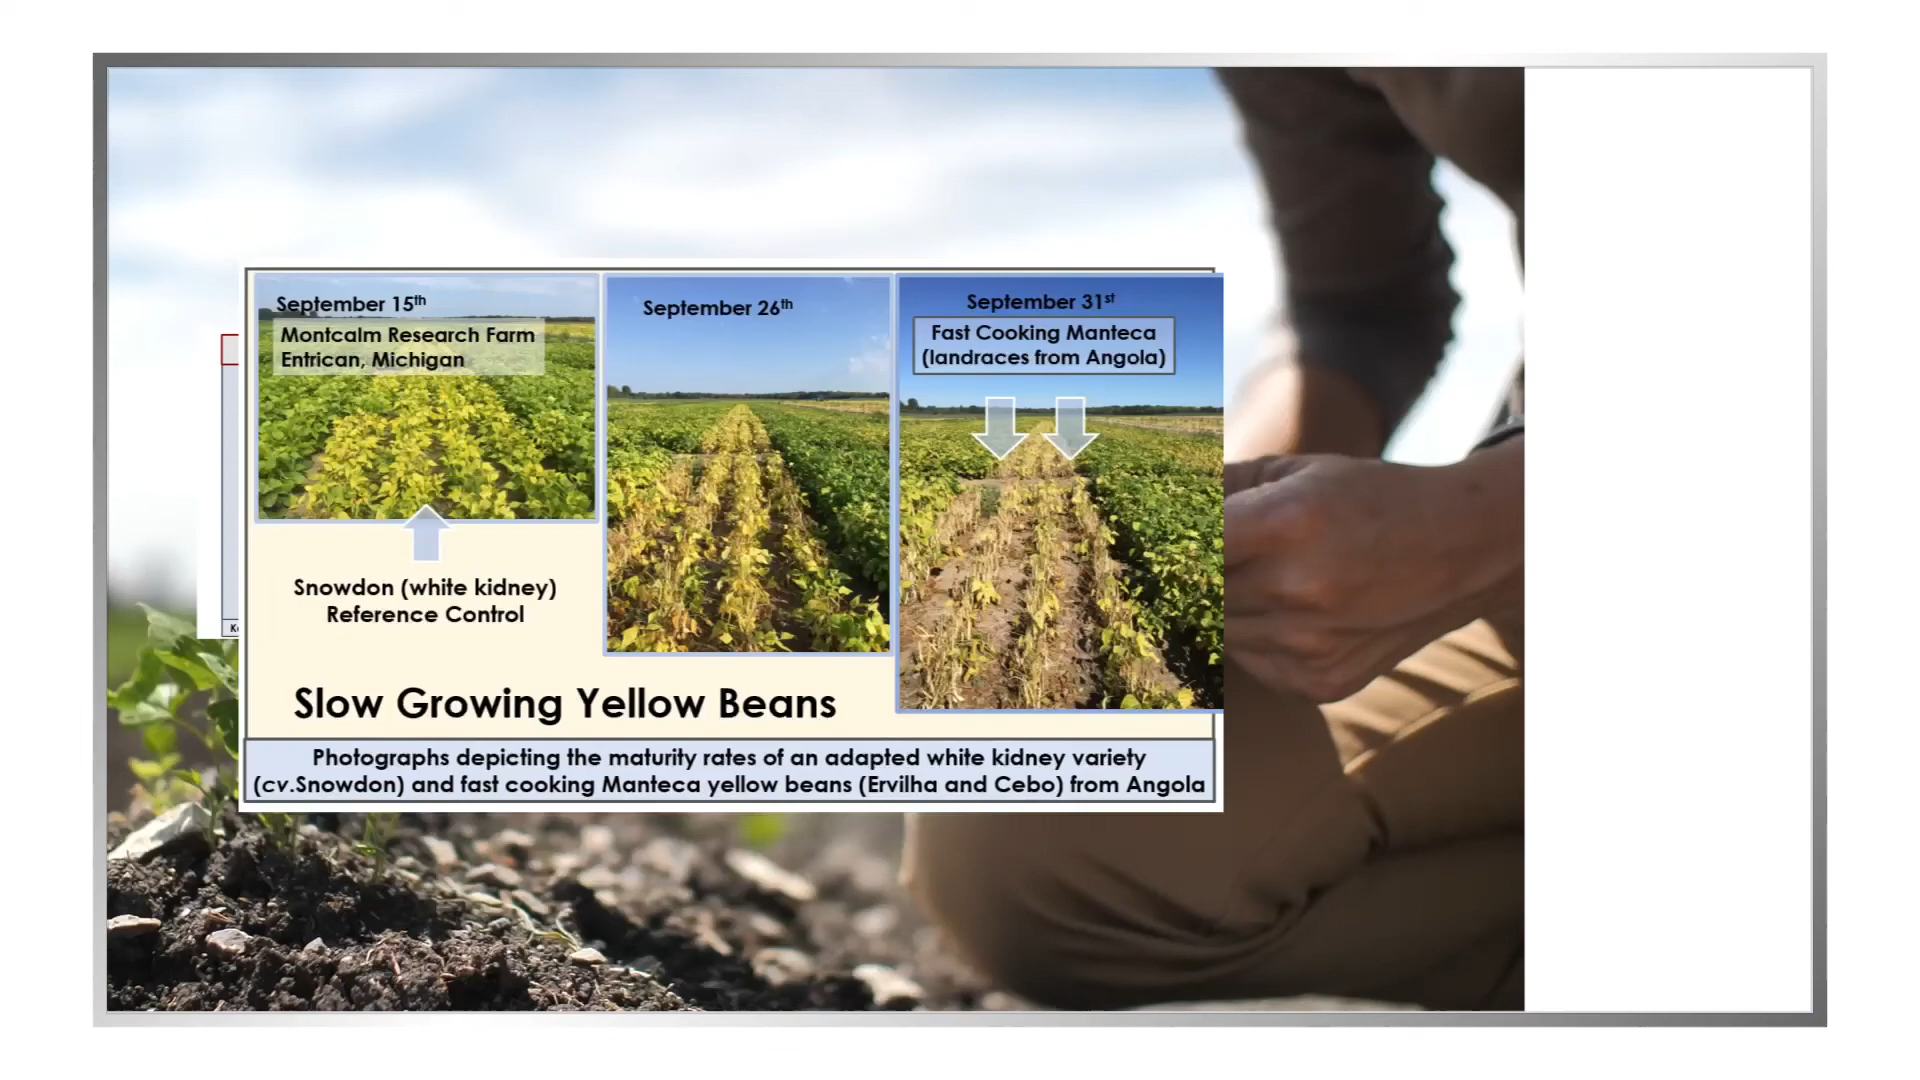 September 15th
Montcalm Research Farm
Entrican, Michigan
September 26th
September 31st
Fast Cooking Manteca
(landraces from Angola)
Snowdon (white kidney)
Reference Control
Slow Growing Yellow Beans
Photographs depicting the maturity rates of an adapted white kidney variety
(cv.Snowdon) and fast cooking Manteca yellow beans (Ervilha and Cebo) from Angola